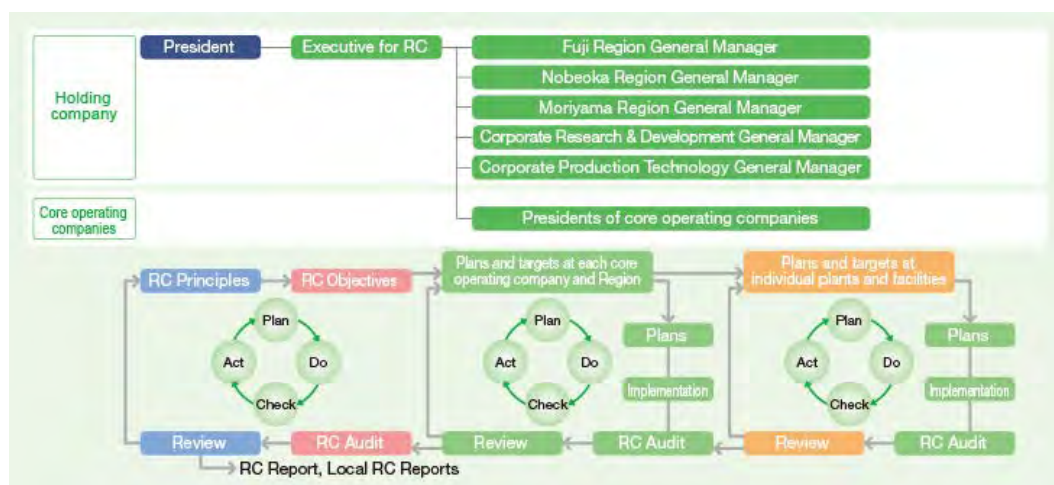 Holding
company
President
Executive for RC
Fuji Region General Manager
Nobeoka Region General Manager
Moriyama Region General Manager
Corporate Research & Development General Manager
Corporate Production Technology General Manager
Core operating
companies
Presidents of core operating companies
RC Principles
RC Objectives
Plans and targets at each core
operating company and Region
Plans and targets at
individual plants and facilities
Plan
Do
Check
Act
Plans
Implementation
Plan
Do
Check
Act
Plans
Implementation
Plan
Do
Check
Act
Review
RC Audit
Review
RC Audit
Review
RC Audit
RC Report, Local RC Reports